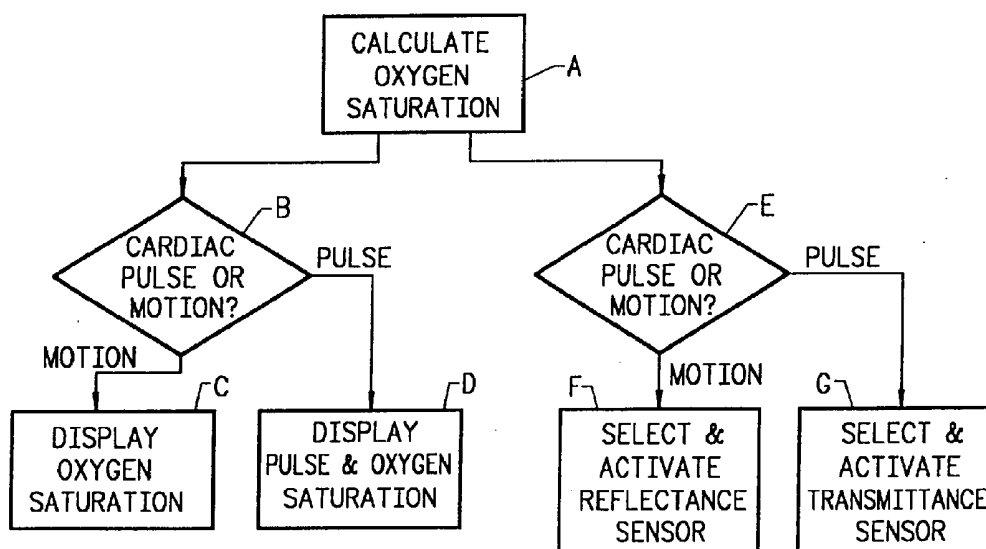 CALCULATE
OXYGEN
SATURATION
A
B
CARDIAC
PULSE OR
MOTION?
PULSE
MOTION
E
CARDIAC
PULSE OR
MOTION?
PULSE
MOTION
C
DISPLAY
OXYGEN
SATURATION
D
DISPLAY
PULSE & OXYGEN
SATURATION
F
SELECT &
ACTIVATE
REFLECTANCE
SENSOR
G
SELECT &
ACTIVATE
TRANSMITTANCE
SENSOR